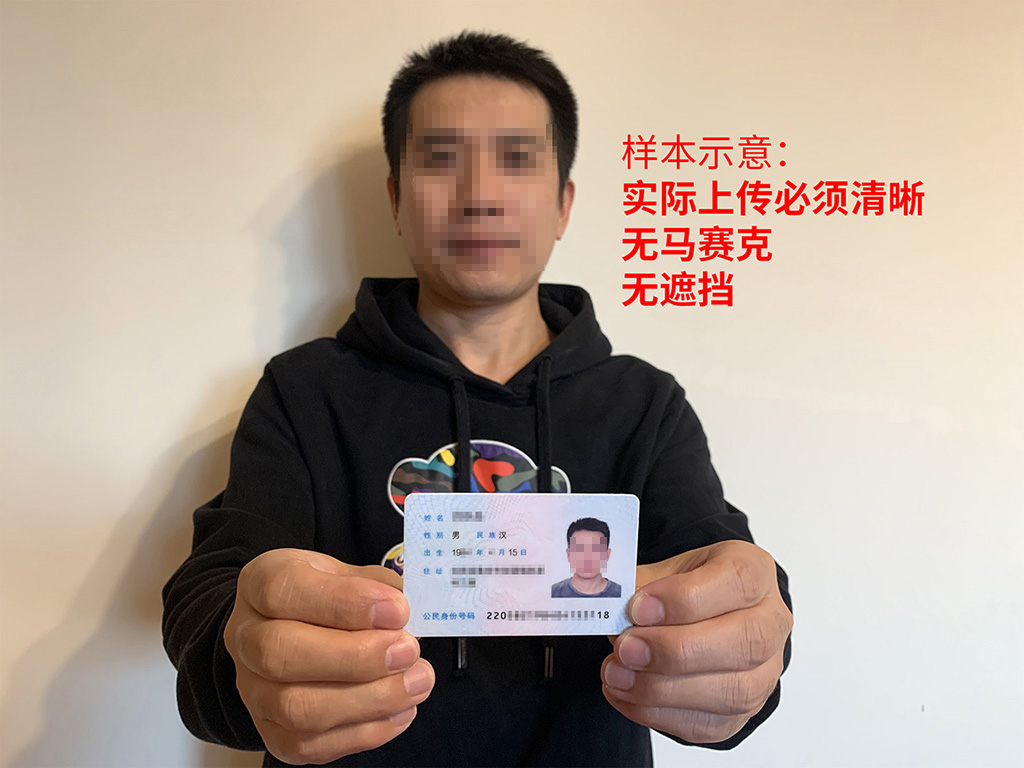 样本示意：
实际上传必须清晰
无马赛克
无遮挡
姓名
性别 男 民族 汉
出生 19 年 月 15 日
住址
公民身份号码 220 18